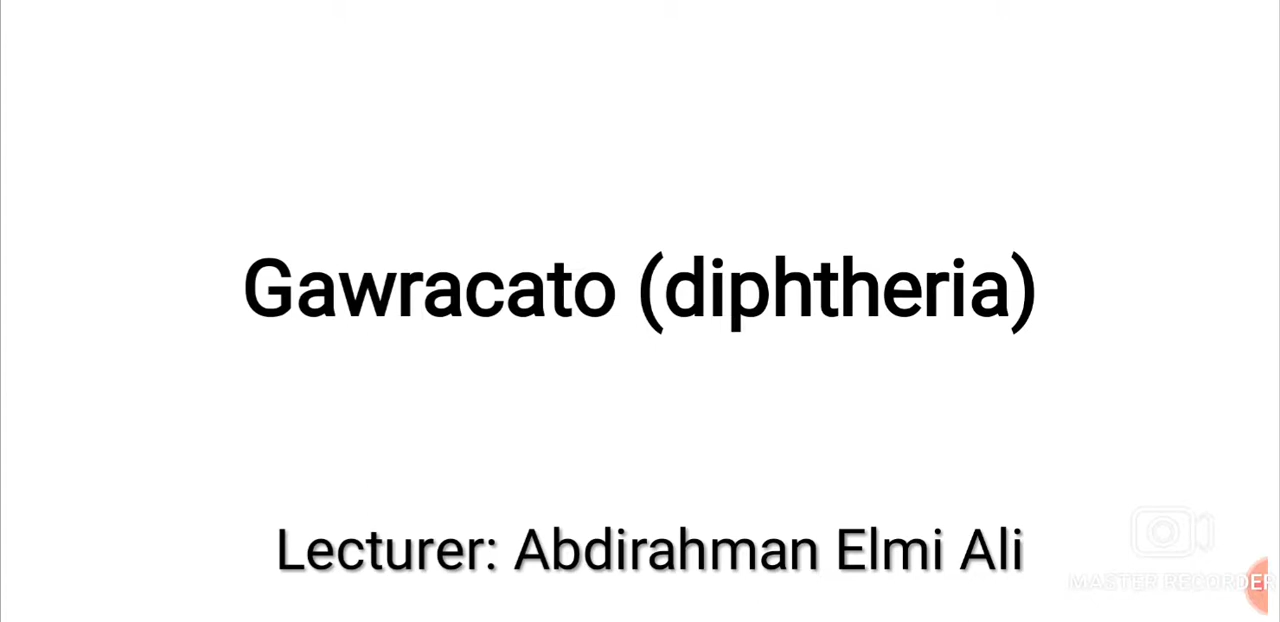 Gawracato (diphtheria)
Lecturer: Abdirahman Elmi Ali
MASTER RECORDER